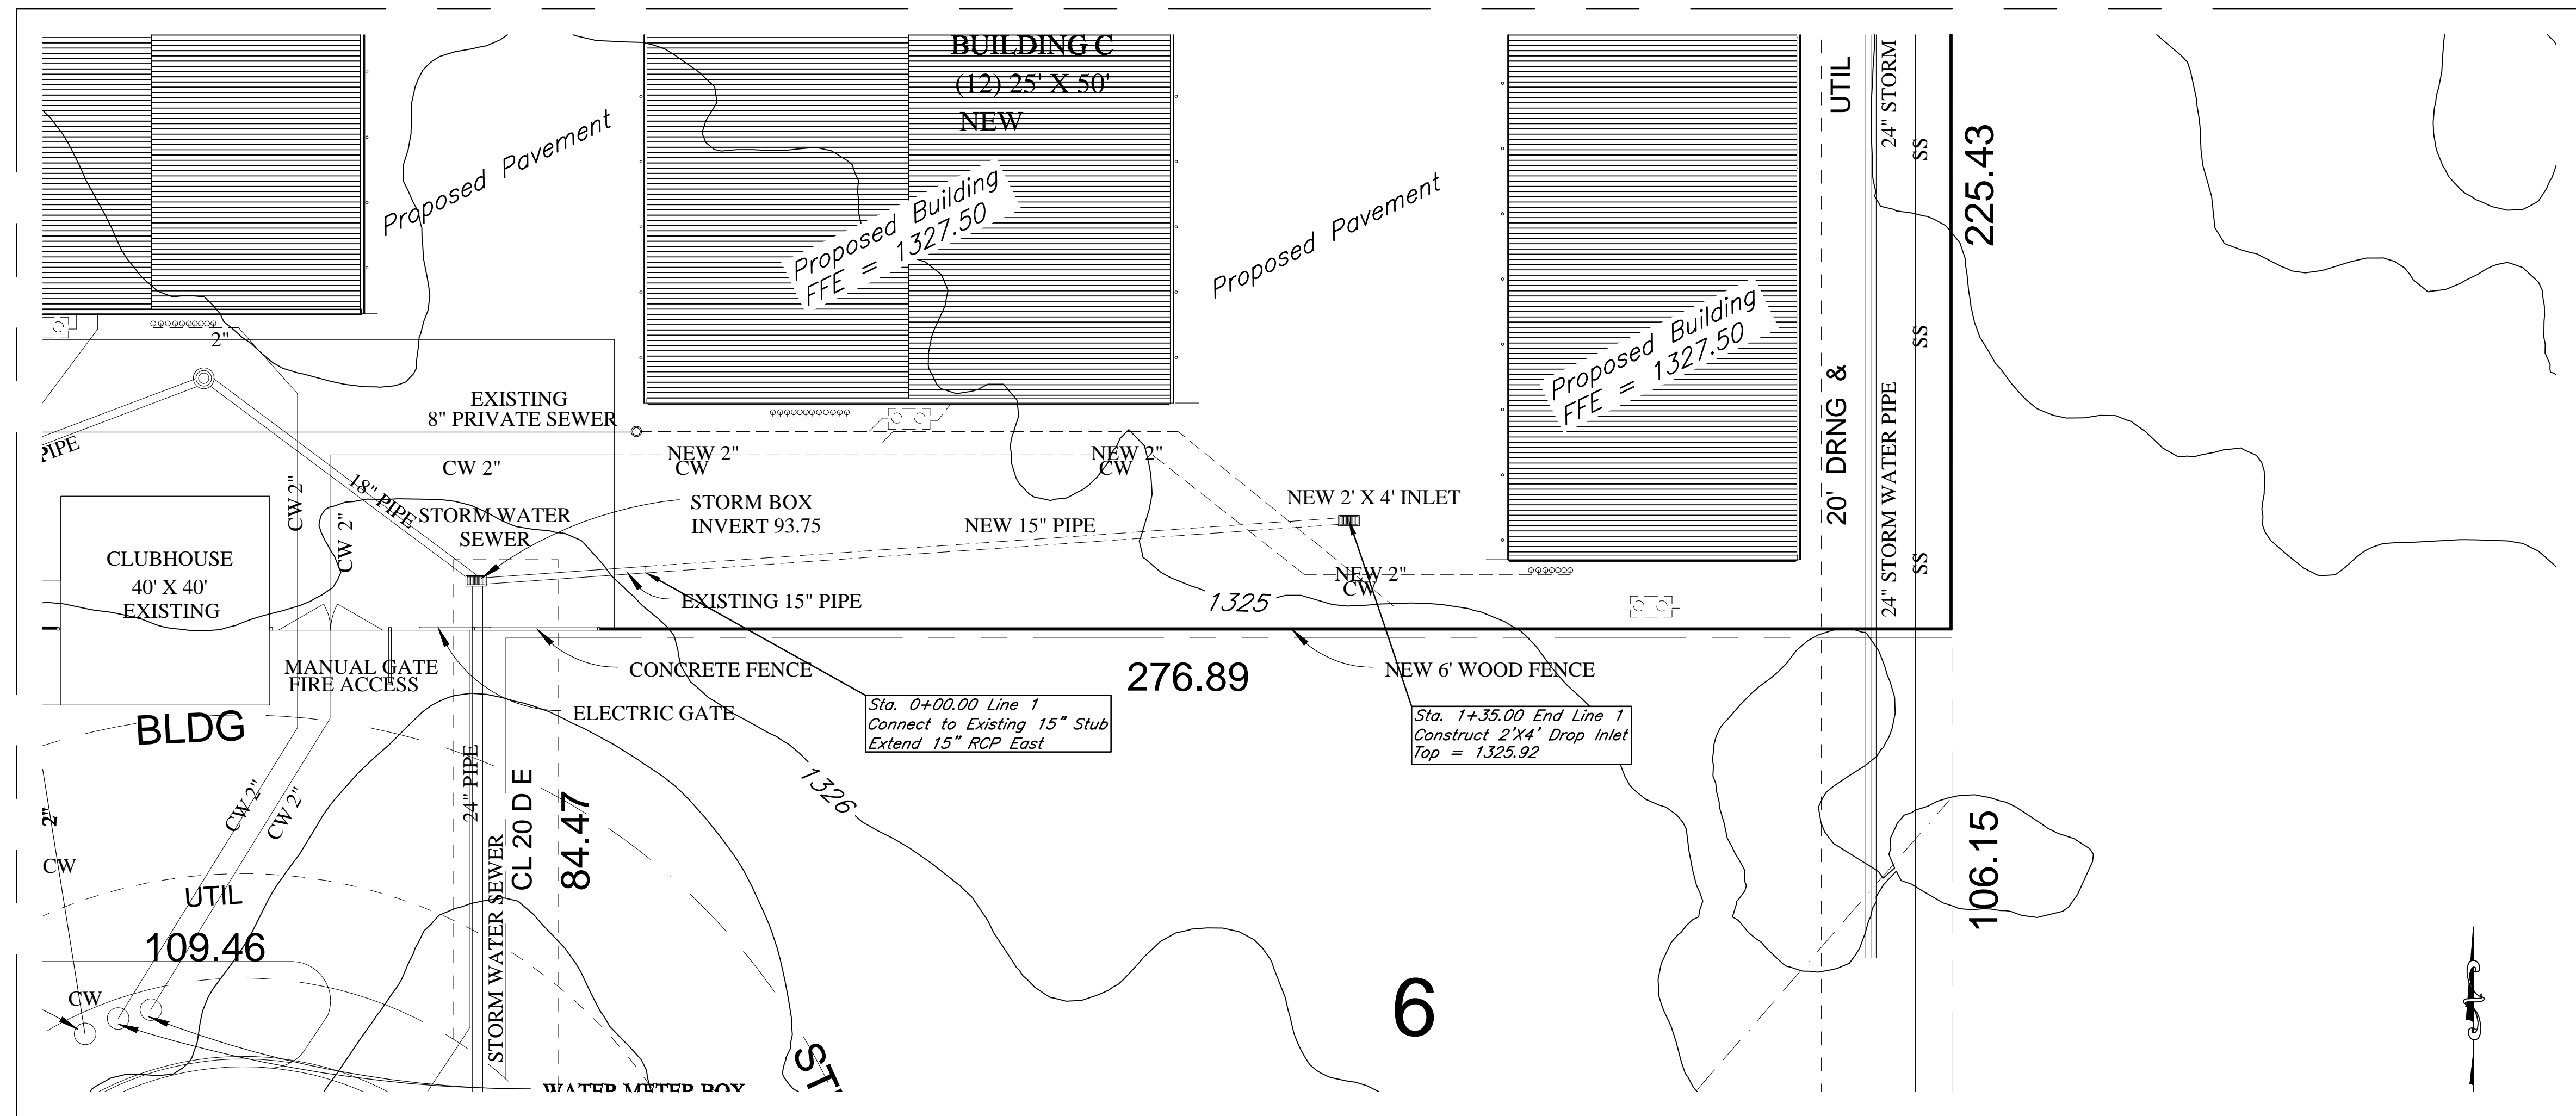 BUILDING C
(12) 25' X 50'
NEW
Proposed Pavement
Proposed Building
FFE = 1327.50
Proposed Pavement
Proposed Building
FFE = 1327.50
UTIL
24" STORM
SS
225.43
2"
EXISTING
8" PRIVATE SEWER
PIPE
CW 2"
NEW 2"
CW
NEW 2"
CW
20' DRNG &
SS
24" STORM WATER PIPE
SS
CW 2"
CW 2"
18" PIPE
STORM WATER
SEWER
STORM BOX
INVERT 93.75
NEW 15" PIPE
NEW 2' X 4' INLET
CLUBHOUSE
40' X 40'
EXISTING
EXISTING 15" PIPE
NEW 2"
CW
1325
MANUAL GATE
FIRE ACCESS
CONCRETE FENCE
276.89
NEW 6' WOOD FENCE
ELECTRIC GATE
Sta. 0+00.00 Line 1
Connect to Existing 15" Stub
Extend 15" RCP East
Sta. 1+35.00 End Line 1
Construct 2'X4' Drop Inlet
Top = 1325.92
BLDG
24" PIPE
CL 20 D E
84.47
1326
CW 2"
CW 2"
2"
CW
UTIL
109.46
CW
STORM WATER SEWER
106.15
6
ST
WATER METER BOX